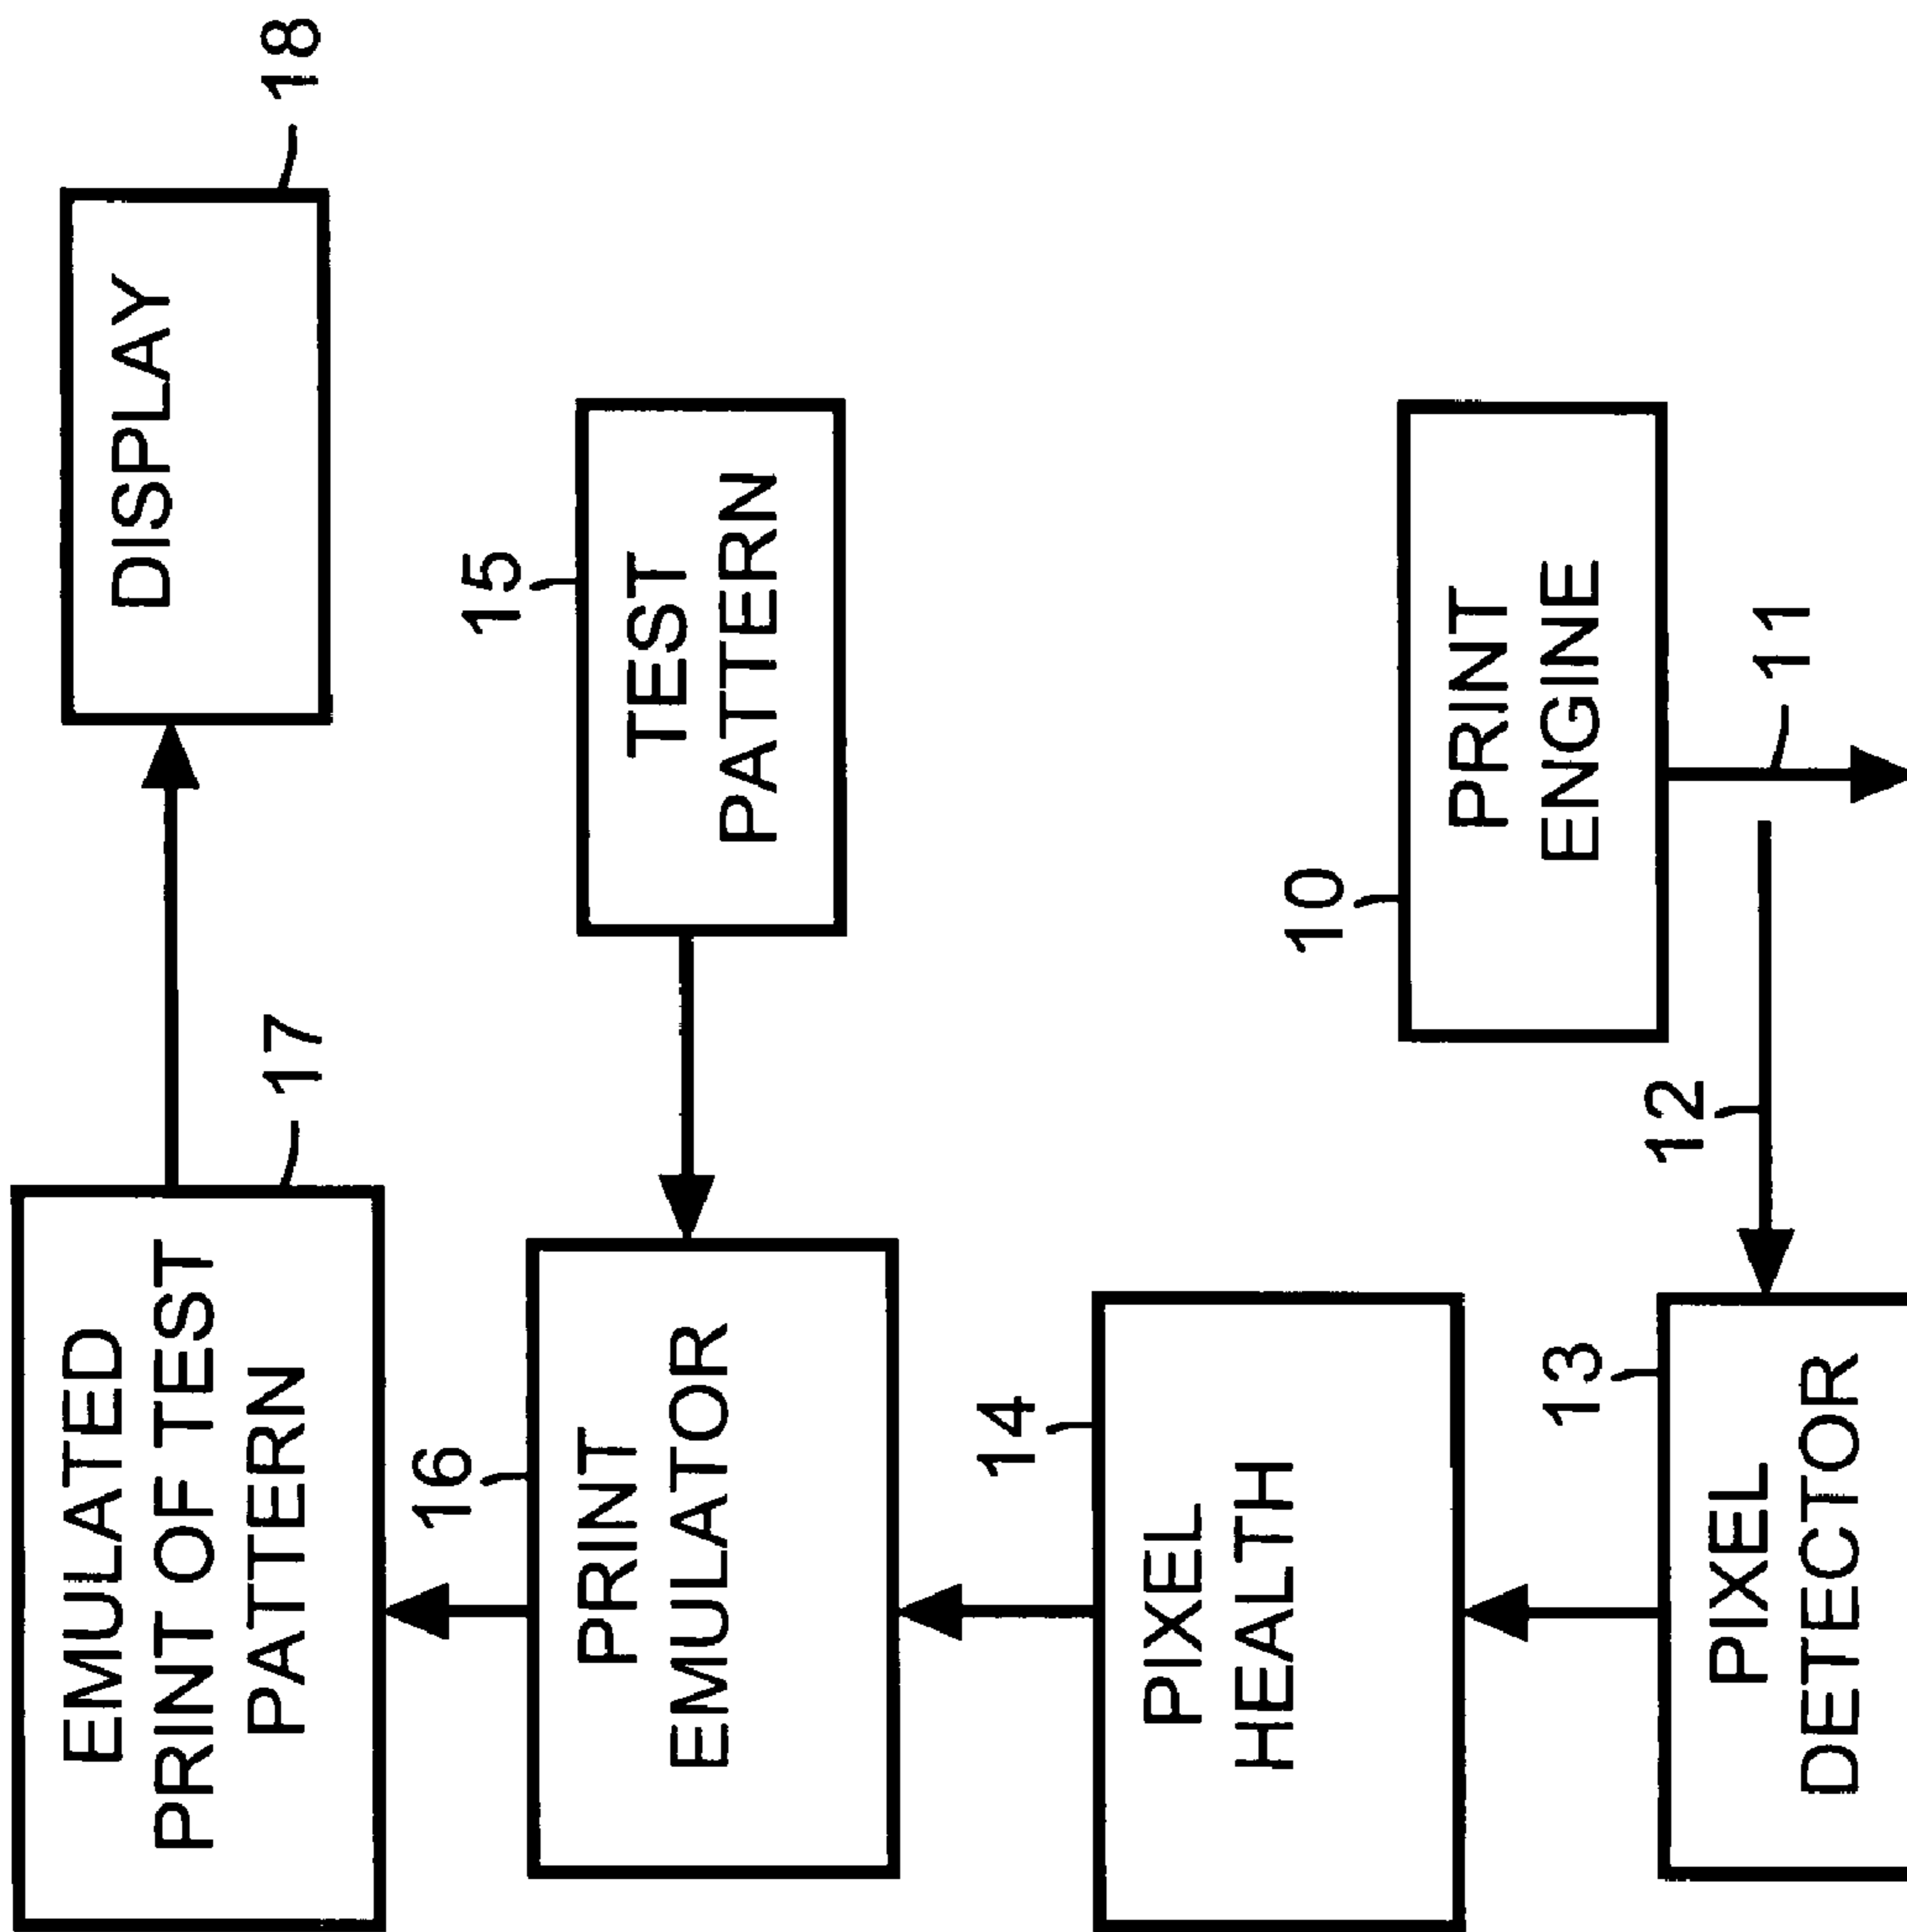 EMULATED
PRINT OF TEST
PATTERN
17
DISPLAY
18
16
PRINT
EMULATOR
15
TEST
PATTERN
14
PIXEL
HEALTH
10
PRINT
ENGINE
13
PIXEL
DETECTOR
12
11